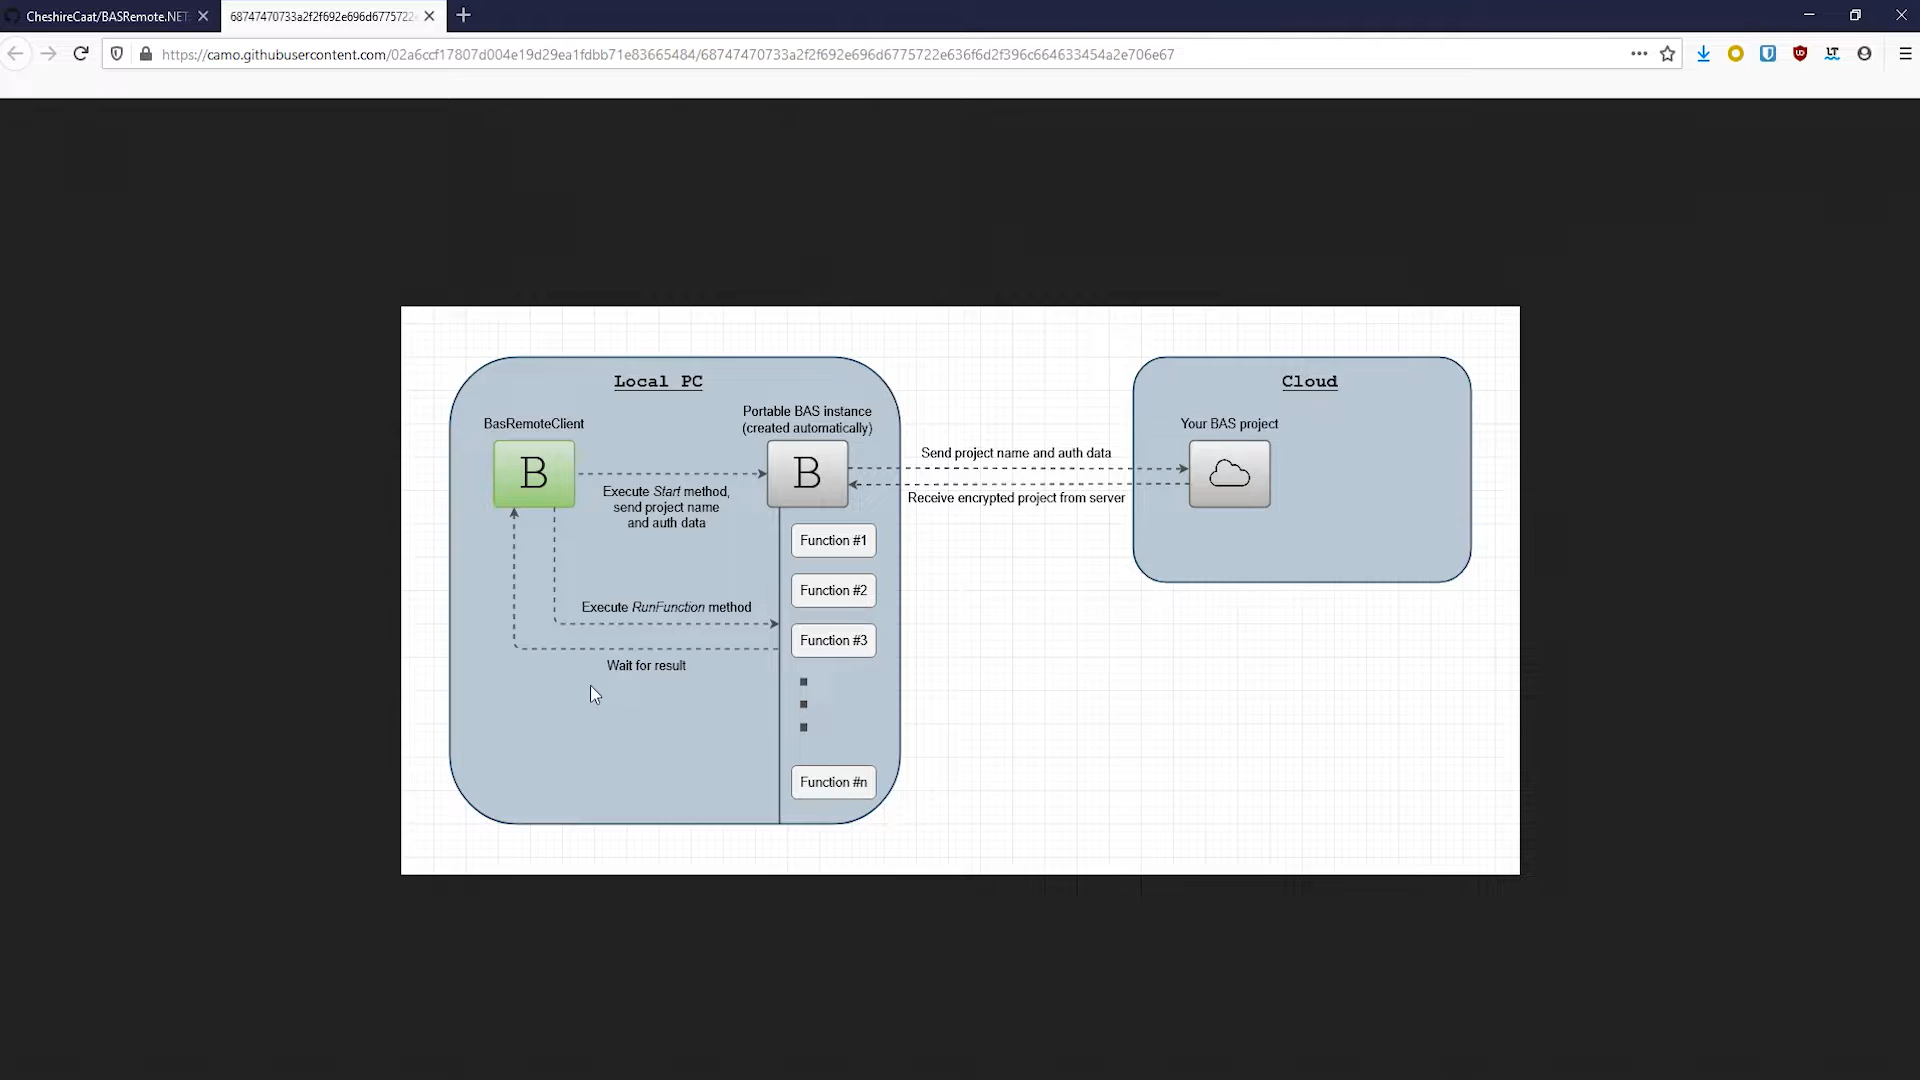 CheshireCaat/BASRemote.NET
68747470733a2f2f692e696d6775722
https://camo.githubusercontent.com/02a6ccf17807d004e19d29ea1fdbb71e83665484/68747470733a2f2f692e696d6775722e636f6d2f396c664633454a2e706e67
Local PC
Cloud
BasRemoteClient
Portable BAS instance
(created automatically)
Your BAS project
B
B
Send project name and auth data
Receive encrypted project from server
Execute Start method,
send project name
and auth data
Function #1
Function #2
Execute RunFunction method
Function #3
Wait for result
Function #n